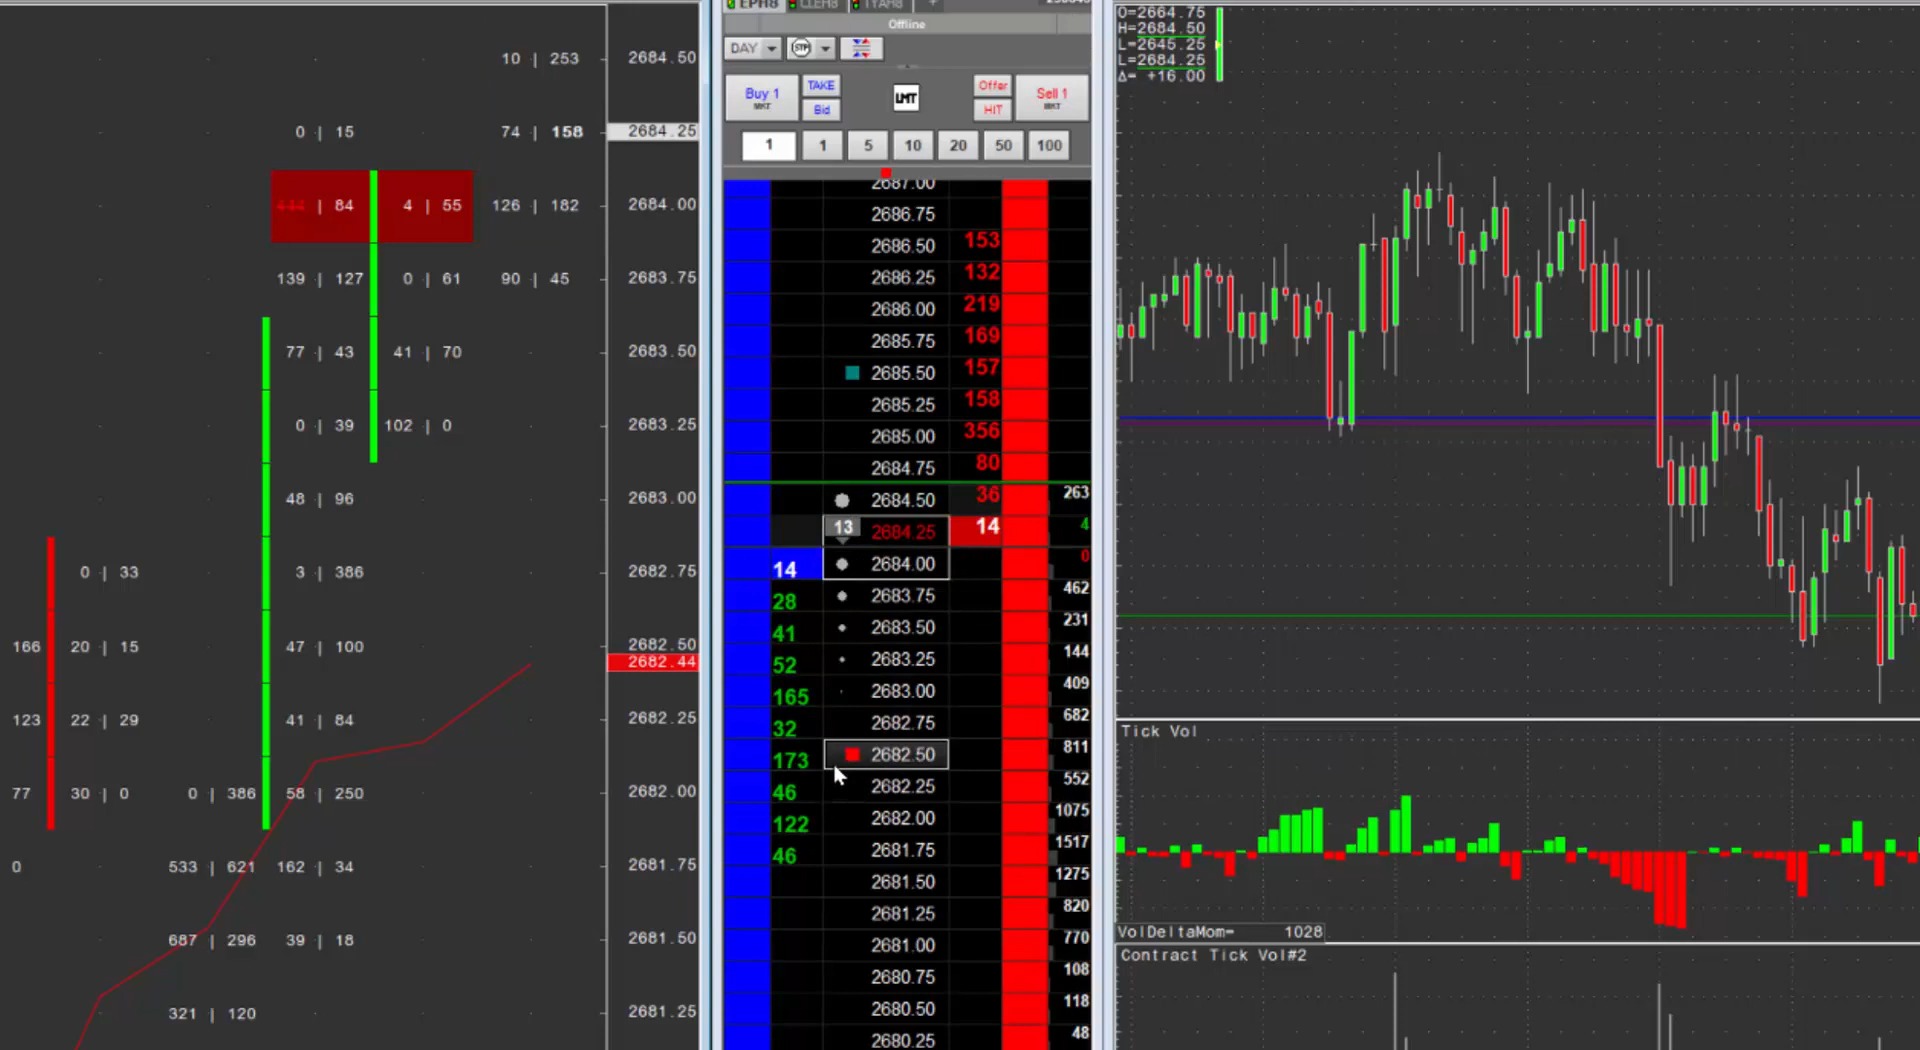 10 | 253 2684.50
0 | 15 74 | 158 2684.25
| 84 4 | 55 126 | 182 2684.00
139 | 127 0 | 61 90 | 45 2683.75
77 | 43 41 | 70 2683.50
0 | 39 102 | 0 2683.25
48 | 96 2683.00
0 | 33 3 | 386 2682.75
166 20 | 15 47 | 100 2682.50
2682.44
123 22 | 29 41 | 84 2682.25
77 30 | 0 0 | 386 58 | 250 2682.00
0 533 | 621 162 | 34 2681.75
687 | 296 39 | 18 2681.50
321 | 120 2681.25
EPH8 CLEH8
Offline
DAY STP
Buy 1 MKT TAKE Bid LMT Offer HIT Sell 1 MKT
1 1 5 10 20 50 100
2687.00
2686.75
2686.50 153
2686.25 132
2686.00 219
2685.75 169
2685.50 157
2685.25 158
2685.00 356
2684.75 80
2684.50 36 263
13 2684.25 14 4
14 2684.00 0
28 2683.75 462
41 2683.50 231
52 2683.25 144
165 2683.00 409
32 2682.75 682
173 2682.50 811
46 2682.25 552
122 2682.00 1075
46 2681.75 1517
2681.50 1275
2681.25 820
2681.00 770
2680.75 108
2680.50 118
2680.25 48
O=2664.75
H=2684.50
L=2645.25
L=2684.25
Δ= +16.00
Tick Vol
VolDeltaMom= 1028
Contract Tick Vol#2